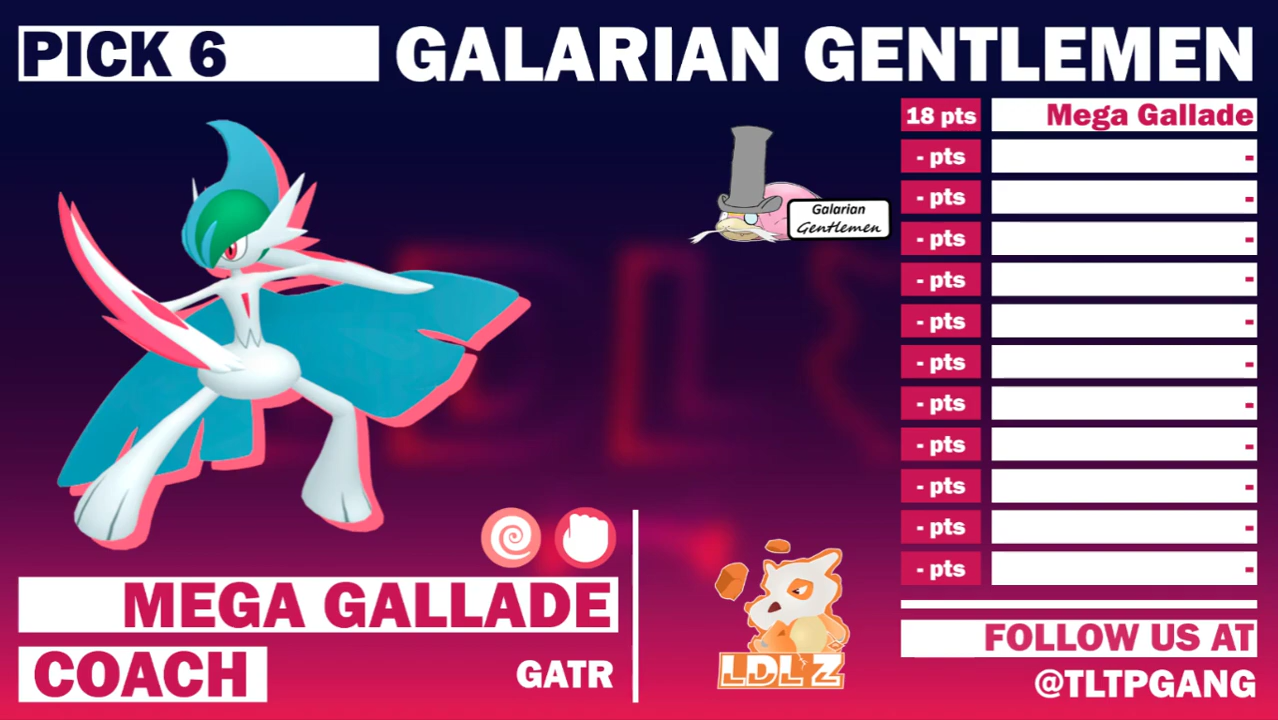 PICK 6
GALARIAN GENTLEMEN
18 pts Mega Gallade
- pts -
- pts -
- pts -
- pts -
- pts -
- pts -
- pts -
- pts -
- pts -
- pts -
- pts -
Galarian
Gentlemen
MEGA GALLADE
COACH
GATR
LDL Z
FOLLOW US AT
@TLTPGANG